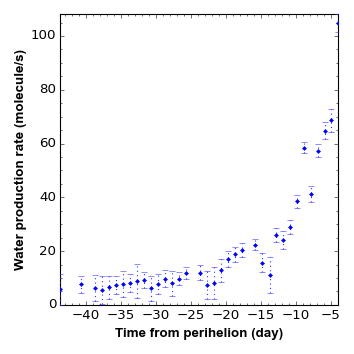 100
80
60
40
20
0
Water production rate (molecule/s)
−40 −35 −30 −25 −20 −15 −10 −5
Time from perihelion (day)